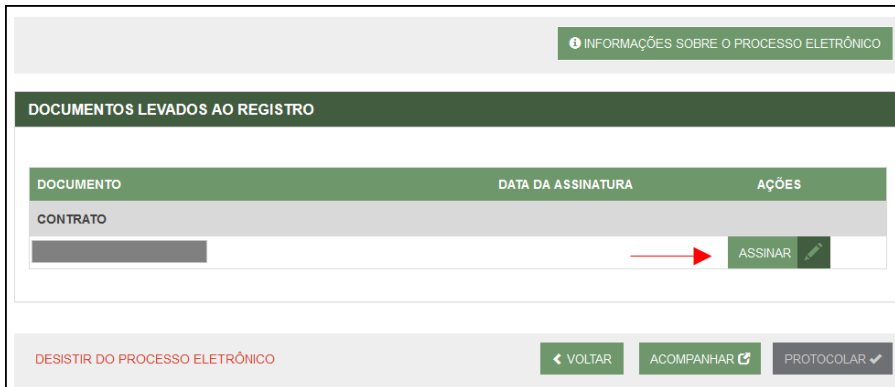 INFORMAÇÕES SOBRE O PROCESSO ELETRÔNICO
DOCUMENTOS LEVADOS AO REGISTRO
DOCUMENTO DATA DA ASSINATURA AÇÕES
CONTRATO
ASSINAR
DESISTIR DO PROCESSO ELETRÔNICO VOLTAR ACOMPANHAR PROTOCOLAR